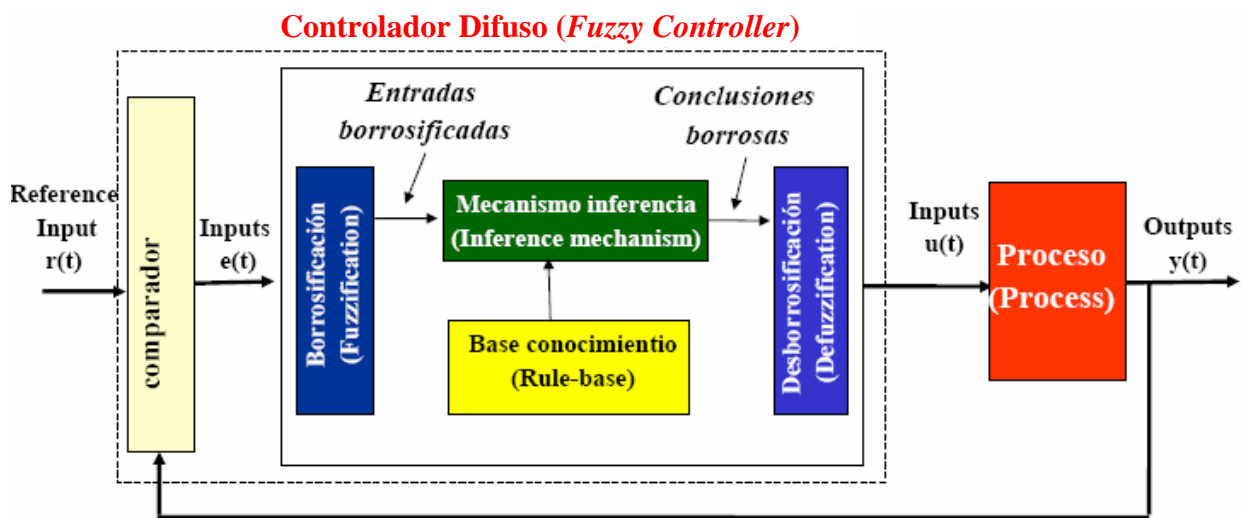 Controlador Difuso (Fuzzy Controller)
Entradas
borrosificadas
Conclusiones
borrosas
Reference
Input
r(t)
comparador
Inputs
e(t)
Borrosificación
(Fuzzification)
Mecanismo inferencia
(Inference mechanism)
Base conocimientio
(Rule-base)
Desborrosificación
(Defuzzification)
Inputs
u(t)
Proceso
(Process)
Outputs
y(t)